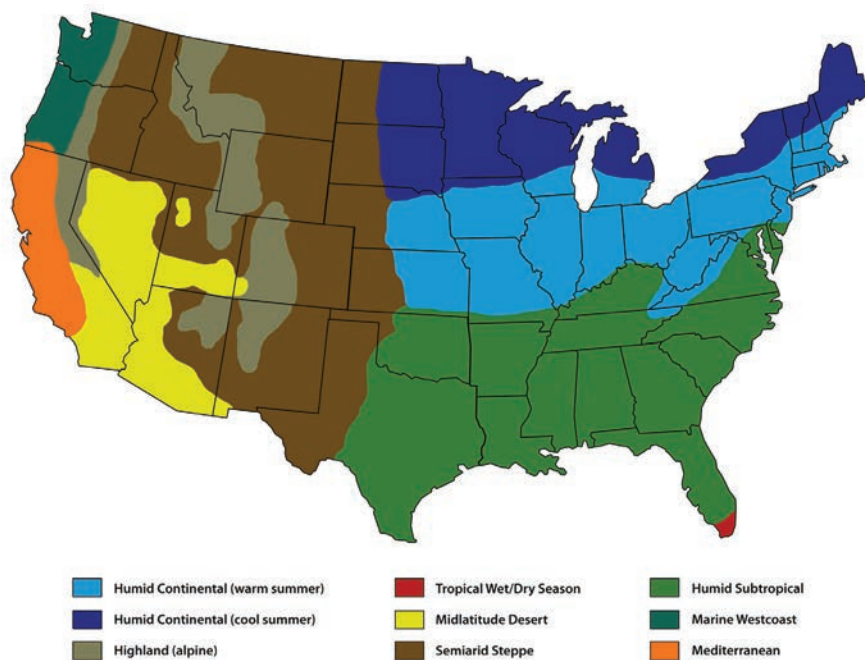 Humid Continental (warm summer)
Humid Continental (cool summer)
Highland (alpine)
Tropical Wet/Dry Season
Midlatitude Desert
Semiarid Steppe
Humid Subtropical
Marine Westcoast
Mediterranean